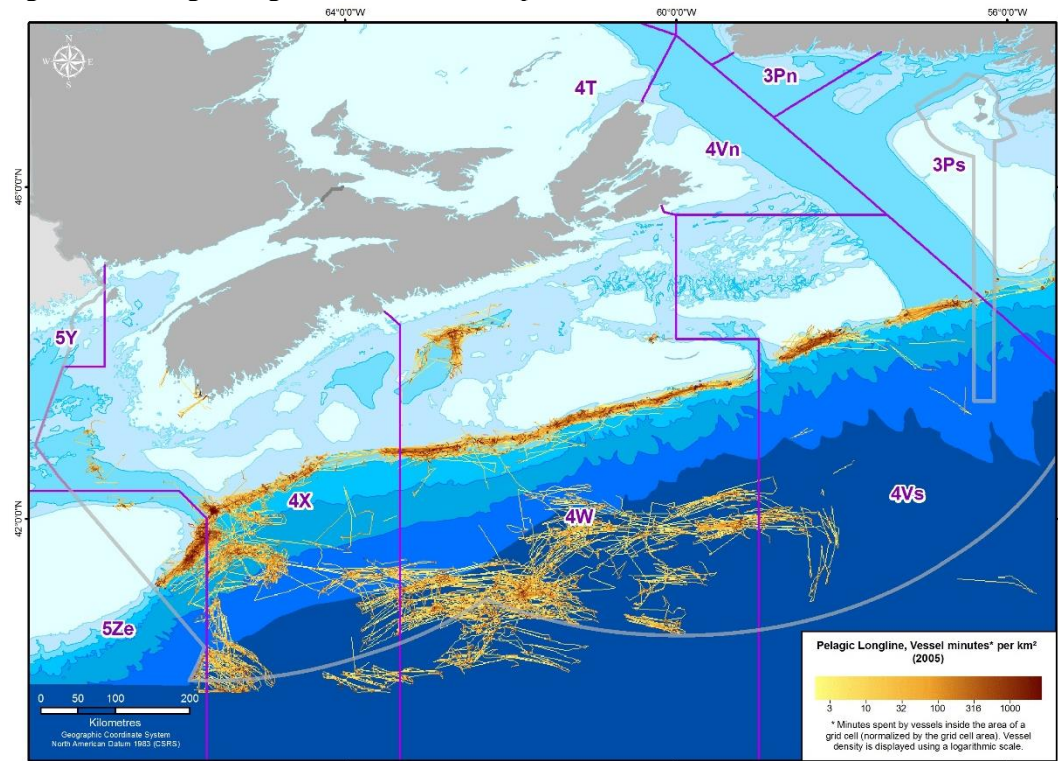 64°0'0"W 60°0'0"W 56°0'0"W
N
W E
S
3Pn
4T
4Vn
3Ps
46°0'0"N
5Y
4X
4W
4Vs
42°0'0"N
5Ze
0 50 100 200
Kilometres
Geographic Coordinate System
North American Datum 1983 (CSRS)
Pelagic Longline, Vessel minutes* per km²
(2005)
3 10 32 100 316 1000
* Minutes spent by vessels inside the area of a
grid cell (normalized by the grid cell area). Vessel
density is displayed using a logarithmic scale.